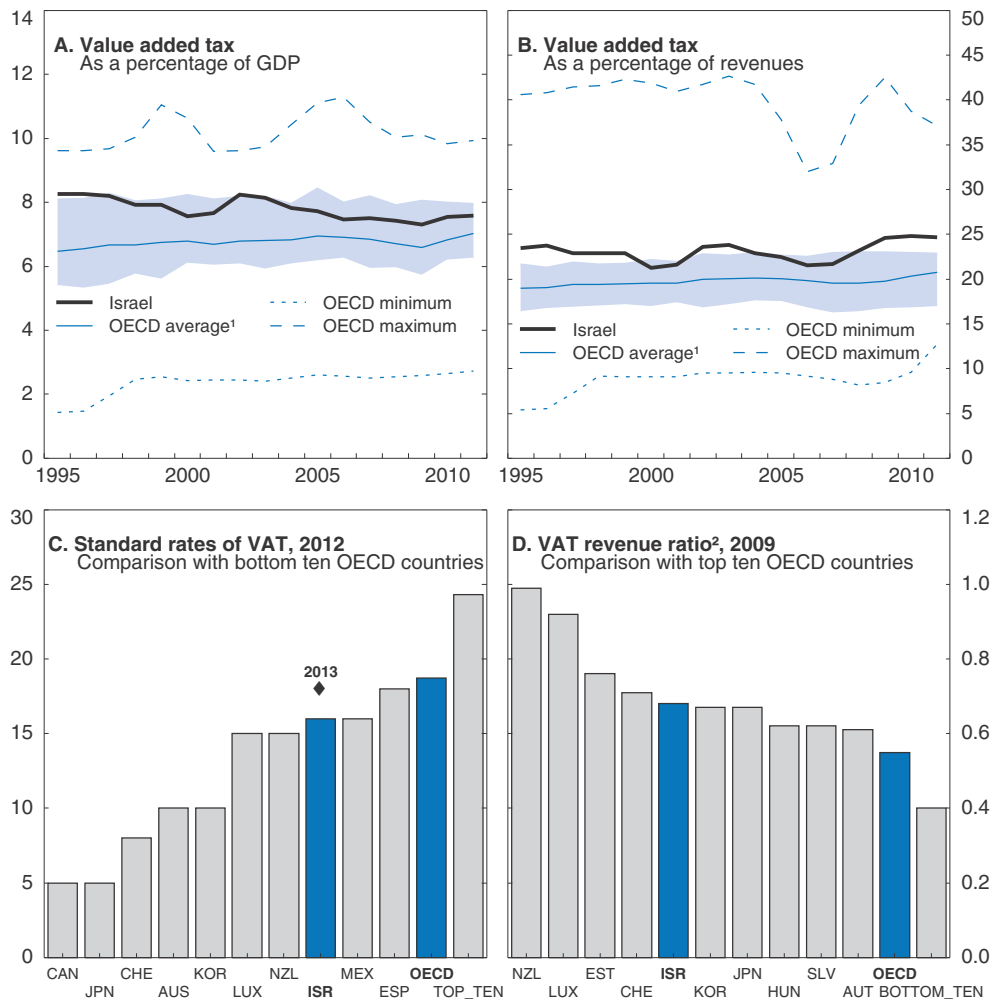 A. Value added tax
As a percentage of GDP
14
12
10
8
6
4
2
0
Israel
OECD average¹
OECD minimum
OECD maximum
1995 2000 2005 2010
B. Value added tax
As a percentage of revenues
50
45
40
35
30
25
20
15
10
5
0
Israel
OECD average¹
OECD minimum
OECD maximum
1995 2000 2005 2010
C. Standard rates of VAT, 2012
Comparison with bottom ten OECD countries
30
25
20
15
10
5
0
2013
CAN CHE KOR NZL MEX OECD
JPN AUS LUX ISR ESP TOP_TEN
D. VAT revenue ratio², 2009
Comparison with top ten OECD countries
1.2
1.0
0.8
0.6
0.4
0.2
0.0
NZL EST ISR JPN SLV OECD
LUX CHE KOR HUN AUT BOTTOM_TEN